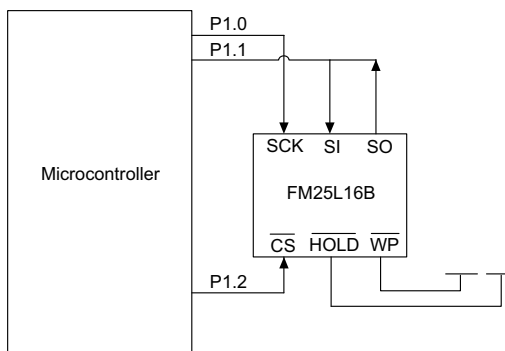 P1.0
P1.1
SCK SI SO
Microcontroller
FM25L16B
CS HOLD WP
P1.2